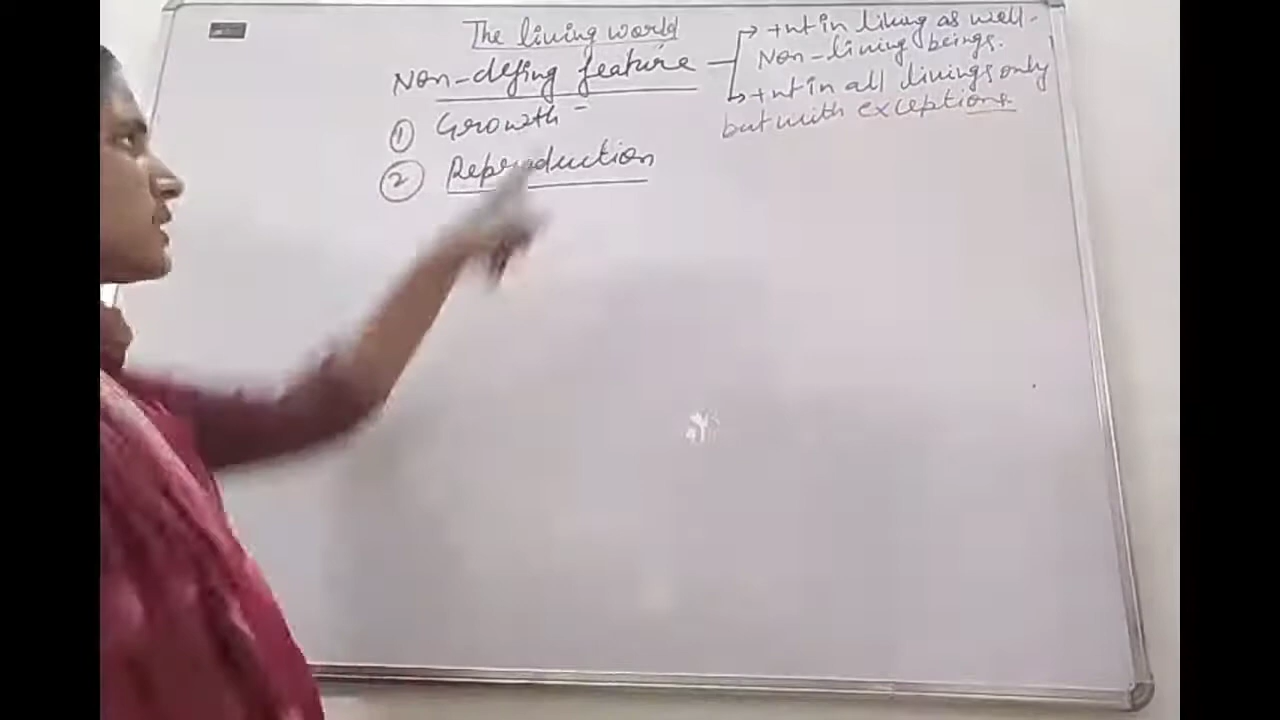 The living world
Non-defing feature → +nt in living as well-
Non-living beings.
→ +nt in all livings only
but with exceptions
① Growth -
② Reproduction